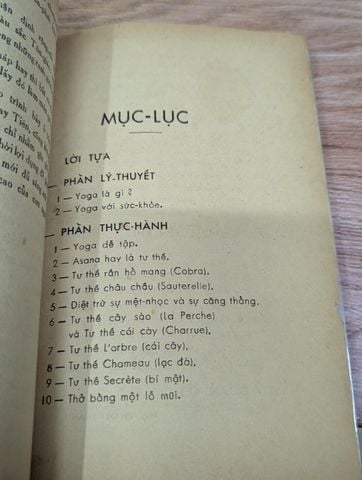 MỤC-LỤC
LỜI TỰA
— PHẦN LÝ-THUYẾT
1 — Yoga là gì ?
2 — Yoga với sức-khỏe.
— PHẦN THỰC-HÀNH
1 — Yoga dễ tập.
2 — Asana hay là tư thế.
3 — Tư thế rắn hổ mang (Cobra).
4 — Tư thế châu chấu (Sauterelle).
5 — Diệt trừ sự mệt-nhọc và sự căng thẳng.
6 — Tư thế cây sào (La Perche)
và Tư thế cái cày (Charrue).
7 — Tư thế L'arbre (cái cây).
8 — Tư thế Chameau (lạc đà).
9 — Tư thế Secrète (bí mật).
10 — Thở bằng một lỗ mũi.